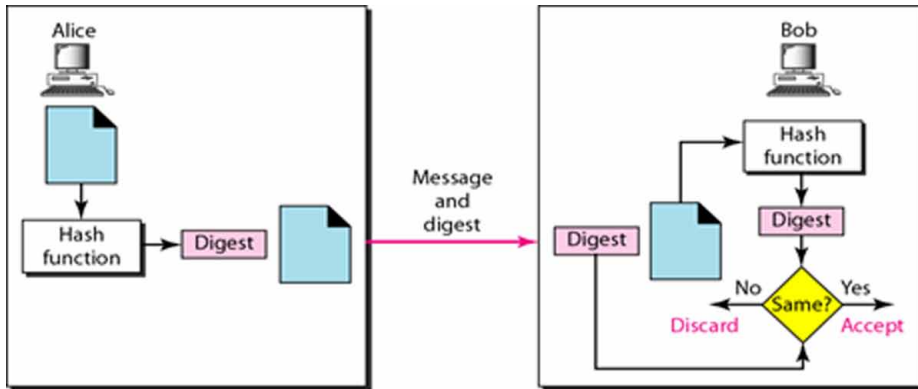 Alice
Hash
function
Digest
Message
and
digest
Bob
Hash
function
Digest
Digest
No
Yes
Same?
Discard
Accept